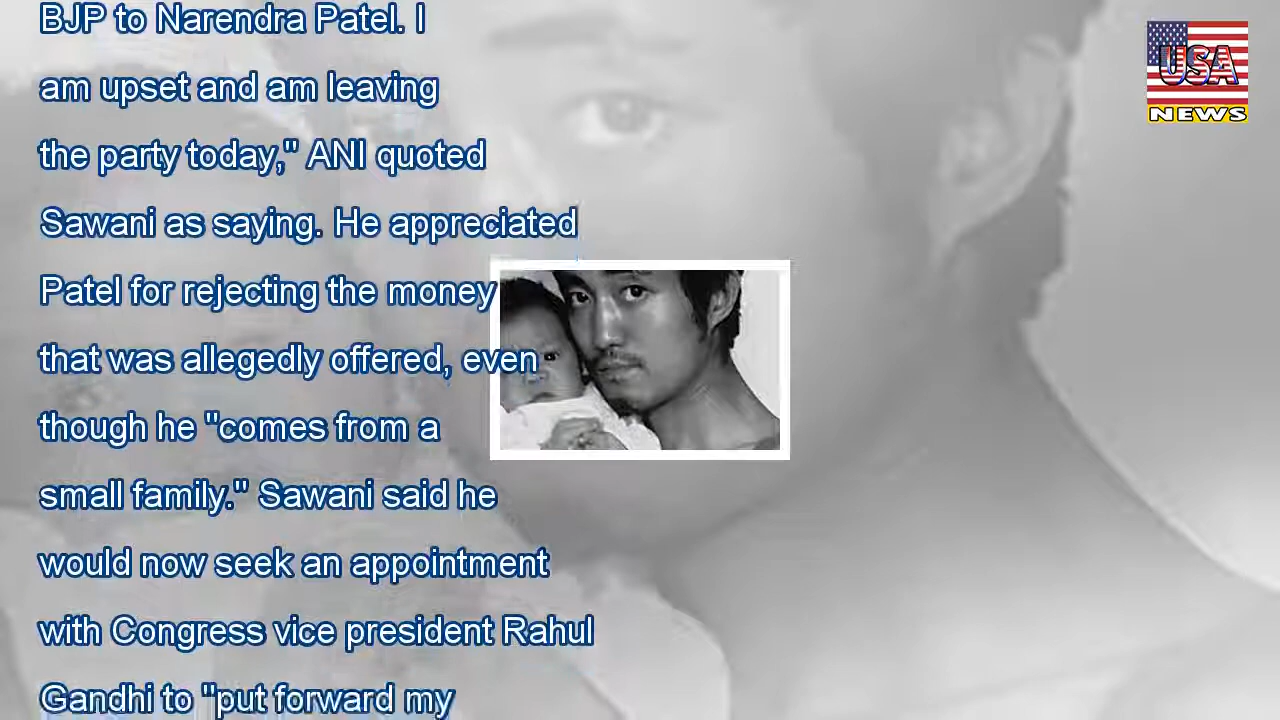 BJP to Narendra Patel. I
am upset and am leaving
the party today," ANI quoted
Sawani as saying. He appreciated
Patel for rejecting the money
that was allegedly offered, even
though he "comes from a
small family." Sawani said he
would now seek an appointment
with Congress vice president Rahul
Gandhi to "put forward my
USA
NEWS